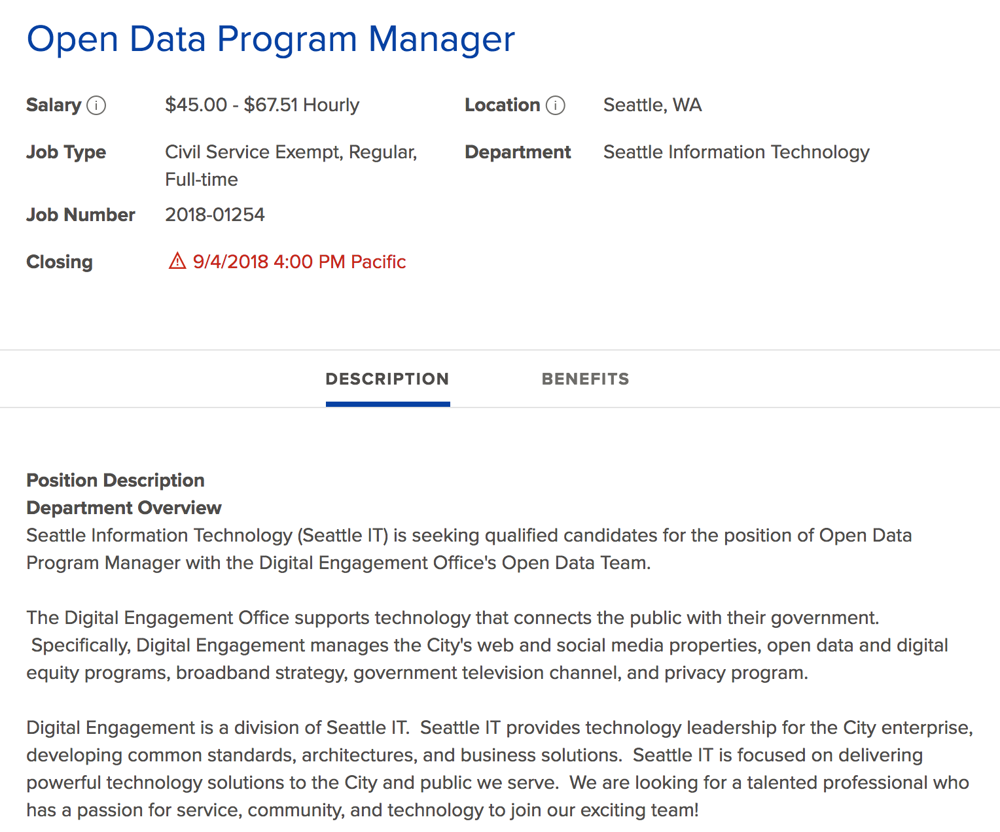 Open Data Program Manager
Salary $45.00 - $67.51 Hourly
Location Seattle, WA
Job Type Civil Service Exempt, Regular,
Full-time
Department Seattle Information Technology
Job Number 2018-01254
Closing 9/4/2018 4:00 PM Pacific
DESCRIPTION BENEFITS
Position Description
Department Overview
Seattle Information Technology (Seattle IT) is seeking qualified candidates for the position of Open Data
Program Manager with the Digital Engagement Office's Open Data Team.
The Digital Engagement Office supports technology that connects the public with their government.
Specifically, Digital Engagement manages the City's web and social media properties, open data and digital
equity programs, broadband strategy, government television channel, and privacy program.
Digital Engagement is a division of Seattle IT.  Seattle IT provides technology leadership for the City enterprise,
developing common standards, architectures, and business solutions.  Seattle IT is focused on delivering
powerful technology solutions to the City and public we serve.  We are looking for a talented professional who
has a passion for service, community, and technology to join our exciting team!